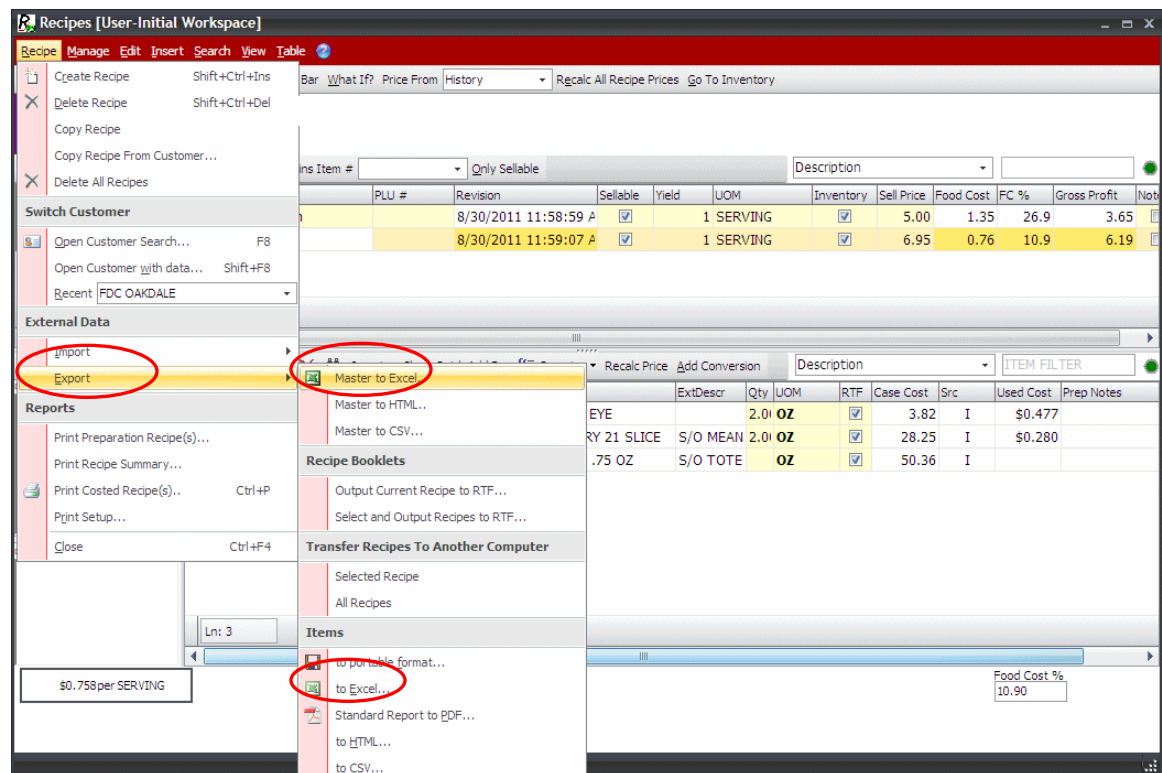 Recipes [User-Initial Workspace]
Recipe Manage Edit Insert Search View Table
Create Recipe Shift+Ctrl+Ins
Delete Recipe Shift+Ctrl+Del
Copy Recipe
Copy Recipe From Customer...
Delete All Recipes
Switch Customer
Open Customer Search... F8
Open Customer with data... Shift+F8
Recent FDC OAKDALE
External Data
Import
Export
Reports
Print Preparation Recipe(s)...
Print Recipe Summary...
Print Costed Recipe(s).. Ctrl+P
Print Setup...
Close Ctrl+F4
Bar What If? Price From History Recalc All Recipe Prices Go To Inventory
Item # Only Sellable Description
PLU # Revision Sellable Yield UOM Inventory Sell Price Food Cost FC % Gross Profit
8/30/2011 11:58:59 1 SERVING 5.00 1.35 26.9 3.65
8/30/2011 11:59:07 1 SERVING 6.95 0.76 10.9 6.19
Recalc Price Add Conversion Description ITEM FILTER
ExtDescr Qty UOM RTF Case Cost Src Used Cost Prep Notes
EYE OZ 3.82 I $0.477
21 SLICE S/O MEAN OZ 28.25 I $0.280
.75 OZ S/O TOTE OZ 50.36 I
Master to Excel
Master to HTML..
Master to CSV...
Recipe Booklets
Output Current Recipe to RTF...
Select and Output Recipes to RTF...
Transfer Recipes To Another Computer
Selected Recipe
All Recipes
Items
to portable format...
to Excel...
Standard Report to PDF...
to HTML...
to CSV...
Ln: 3
$0.758per SERVING
Food Cost %
10.90